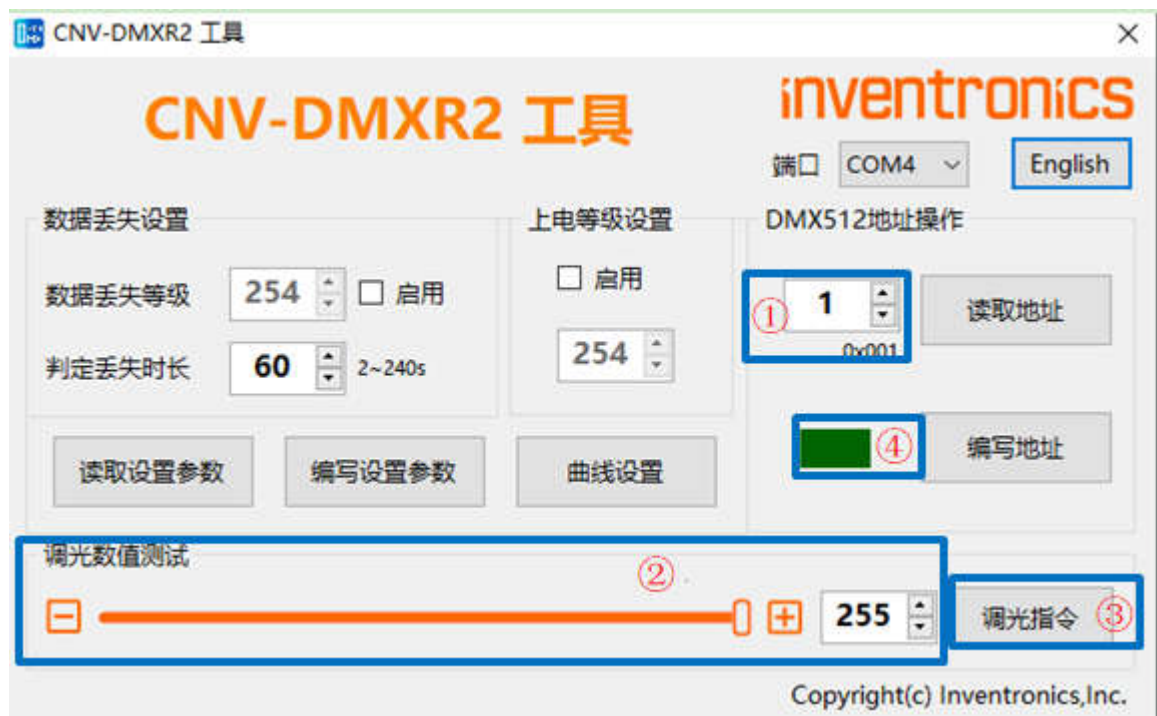 CNV-DMXR2 工具
CNV-DMXR2 工具
inventronics
端口 COM4 English
数据丢失设置
数据丢失等级 254 启用
判定丢失时长 60 2~240s
上电等级设置
启用
254
DMX512地址操作
① 1 读取地址
0x001
④ 编写地址
读取设置参数 编写设置参数 曲线设置
调光数值测试
②
255 调光指令 ③
Copyright(c) Inventronics,Inc.